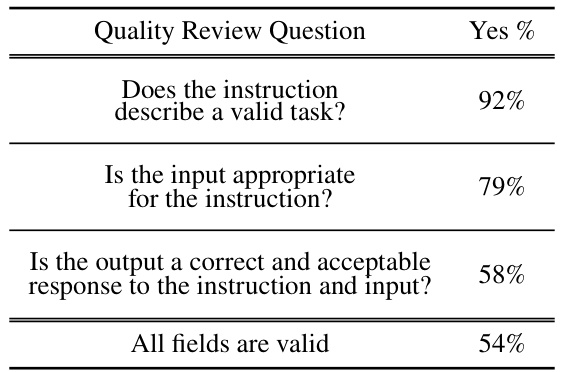 Quality Review Question Yes %
Does the instruction
describe a valid task? 92%
Is the input appropriate
for the instruction? 79%
Is the output a correct and acceptable
response to the instruction and input? 58%
All fields are valid 54%